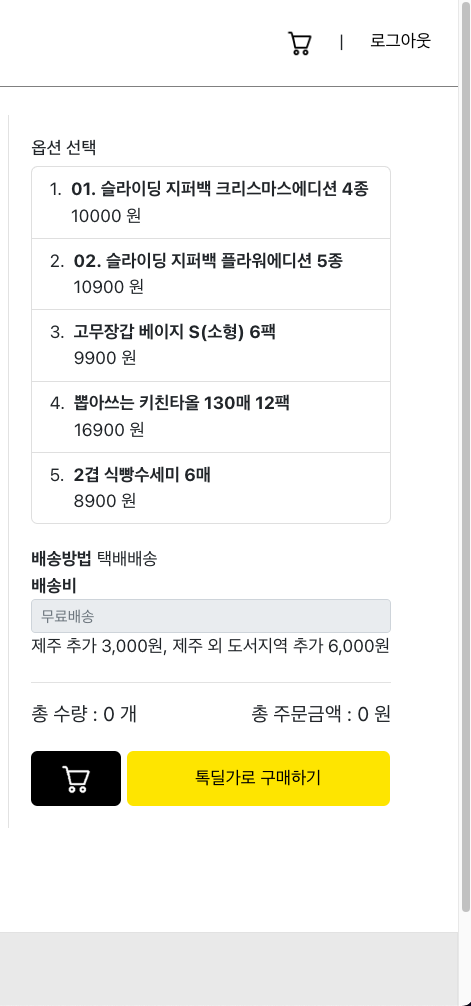 | 로그아웃
옵션 선택
1. 01. 슬라이딩 지퍼백 크리스마스에디션 4종
10000 원
2. 02. 슬라이딩 지퍼백 플라워에디션 5종
10900 원
3. 고무장갑 베이지 S(소형) 6팩
9900 원
4. 뽑아쓰는 키친타올 130매 12팩
16900 원
5. 2겹 식빵수세미 6매
8900 원
배송방법 택배배송
배송비
무료배송
제주 추가 3,000원, 제주 외 도서지역 추가 6,000원
총 수량 : 0 개 총 주문금액 : 0 원
톡딜가로 구매하기